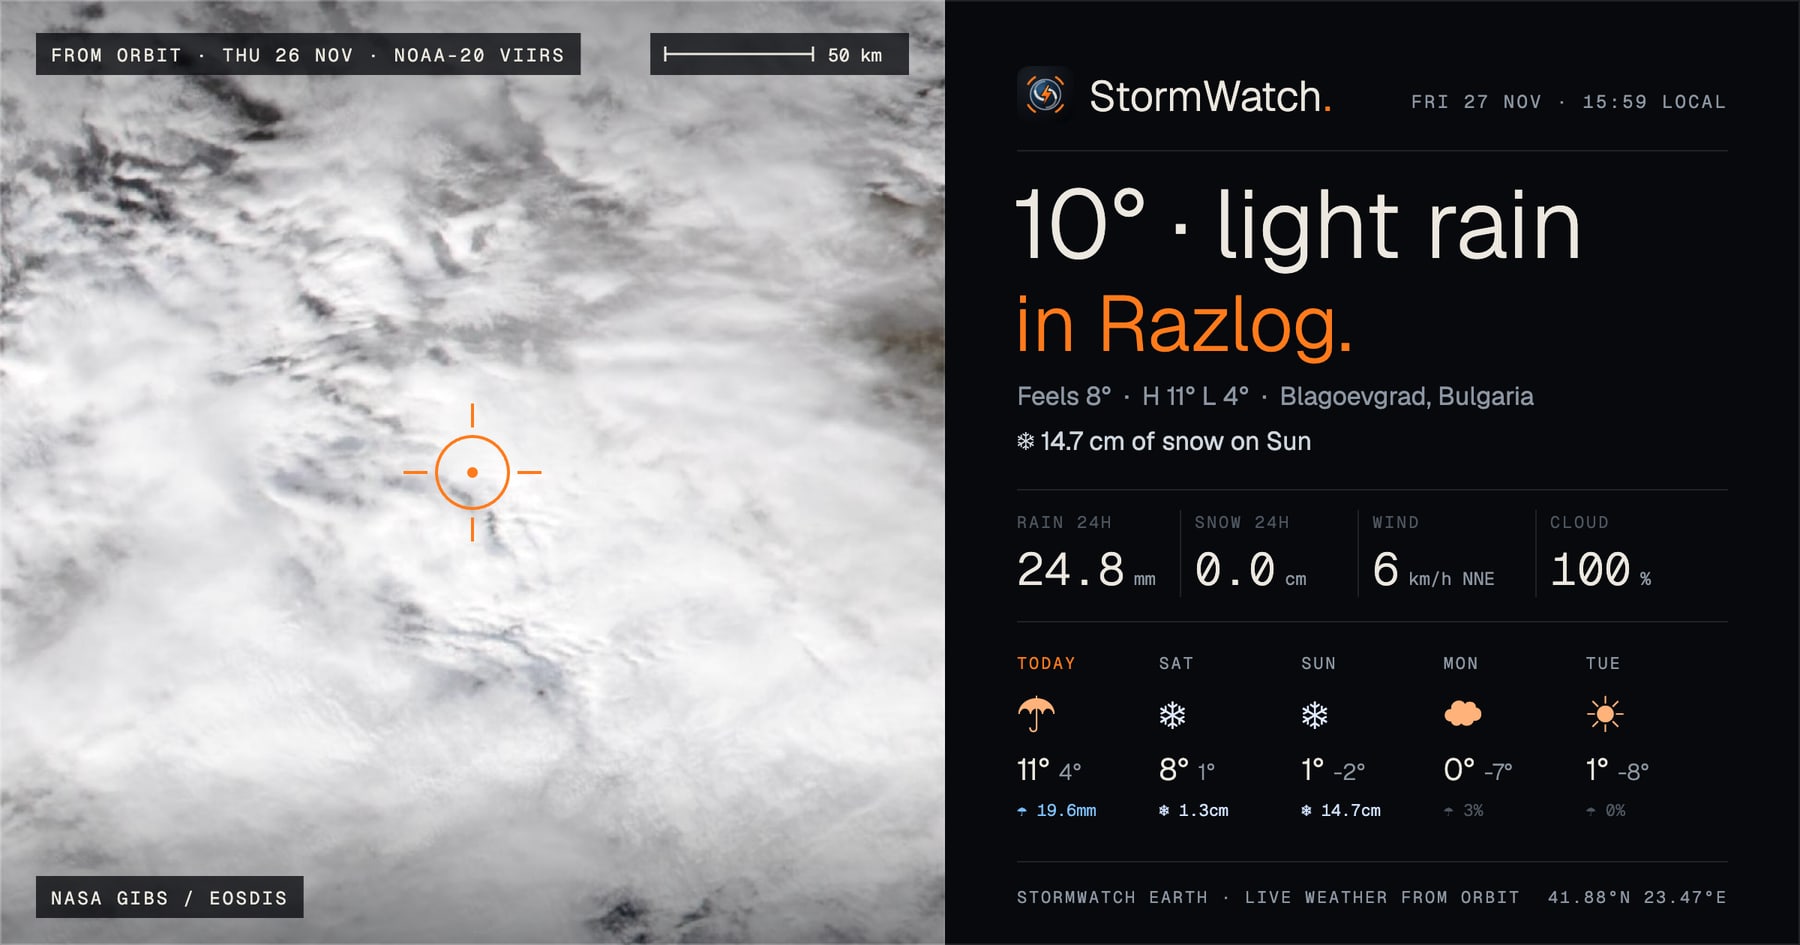 FROM ORBIT · THU 26 NOV · NOAA-20 VIIRS
50 km
NASA GIBS / EOSDIS
StormWatch.
FRI 27 NOV · 15:59 LOCAL
10° · light rain
in Razlog.
Feels 8° · H 11° L 4° · Blagoevgrad, Bulgaria
❄ 14.7 cm of snow on Sun
RAIN 24H SNOW 24H WIND CLOUD
24.8 mm 0.0 cm 6 km/h NNE 100 %
TODAY SAT SUN MON TUE
11° 4° 8° 1° 1° -2° 0° -7° 1° -8°
☂ 19.6mm ❄ 1.3cm ❄ 14.7cm ☂ 3% ☂ 0%
STORMWATCH EARTH · LIVE WEATHER FROM ORBIT 41.88°N 23.47°E